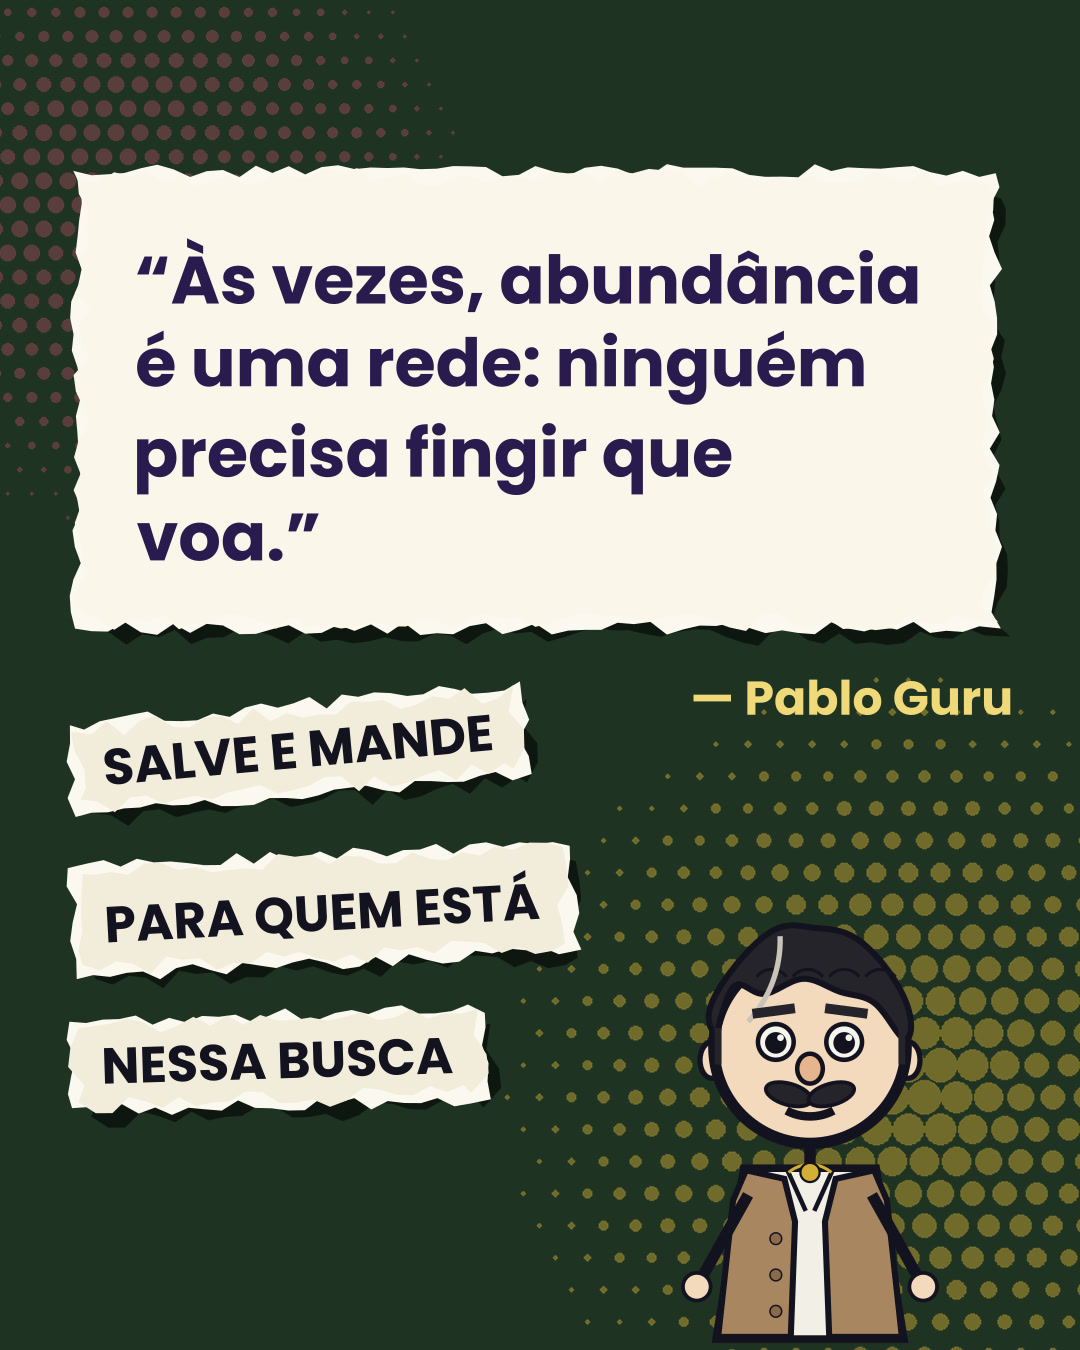 “Às vezes, abundância
é uma rede: ninguém
precisa fingir que
voa.”
— Pablo Guru
SALVE E MANDE
PARA QUEM ESTÁ
NESSA BUSCA